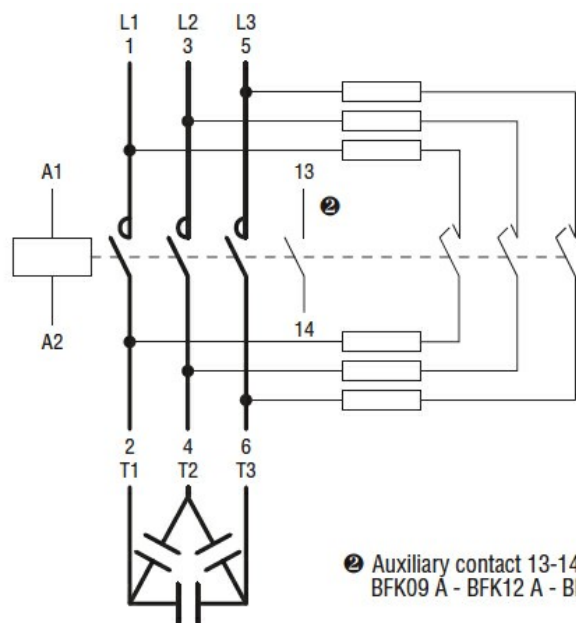 L1 L2 L3
1 3 5
A1 13 ❷
A2 14
2 4 6
T1 T2 T3
❷ Auxiliary contact 13-14
BFK09 A - BFK12 A -